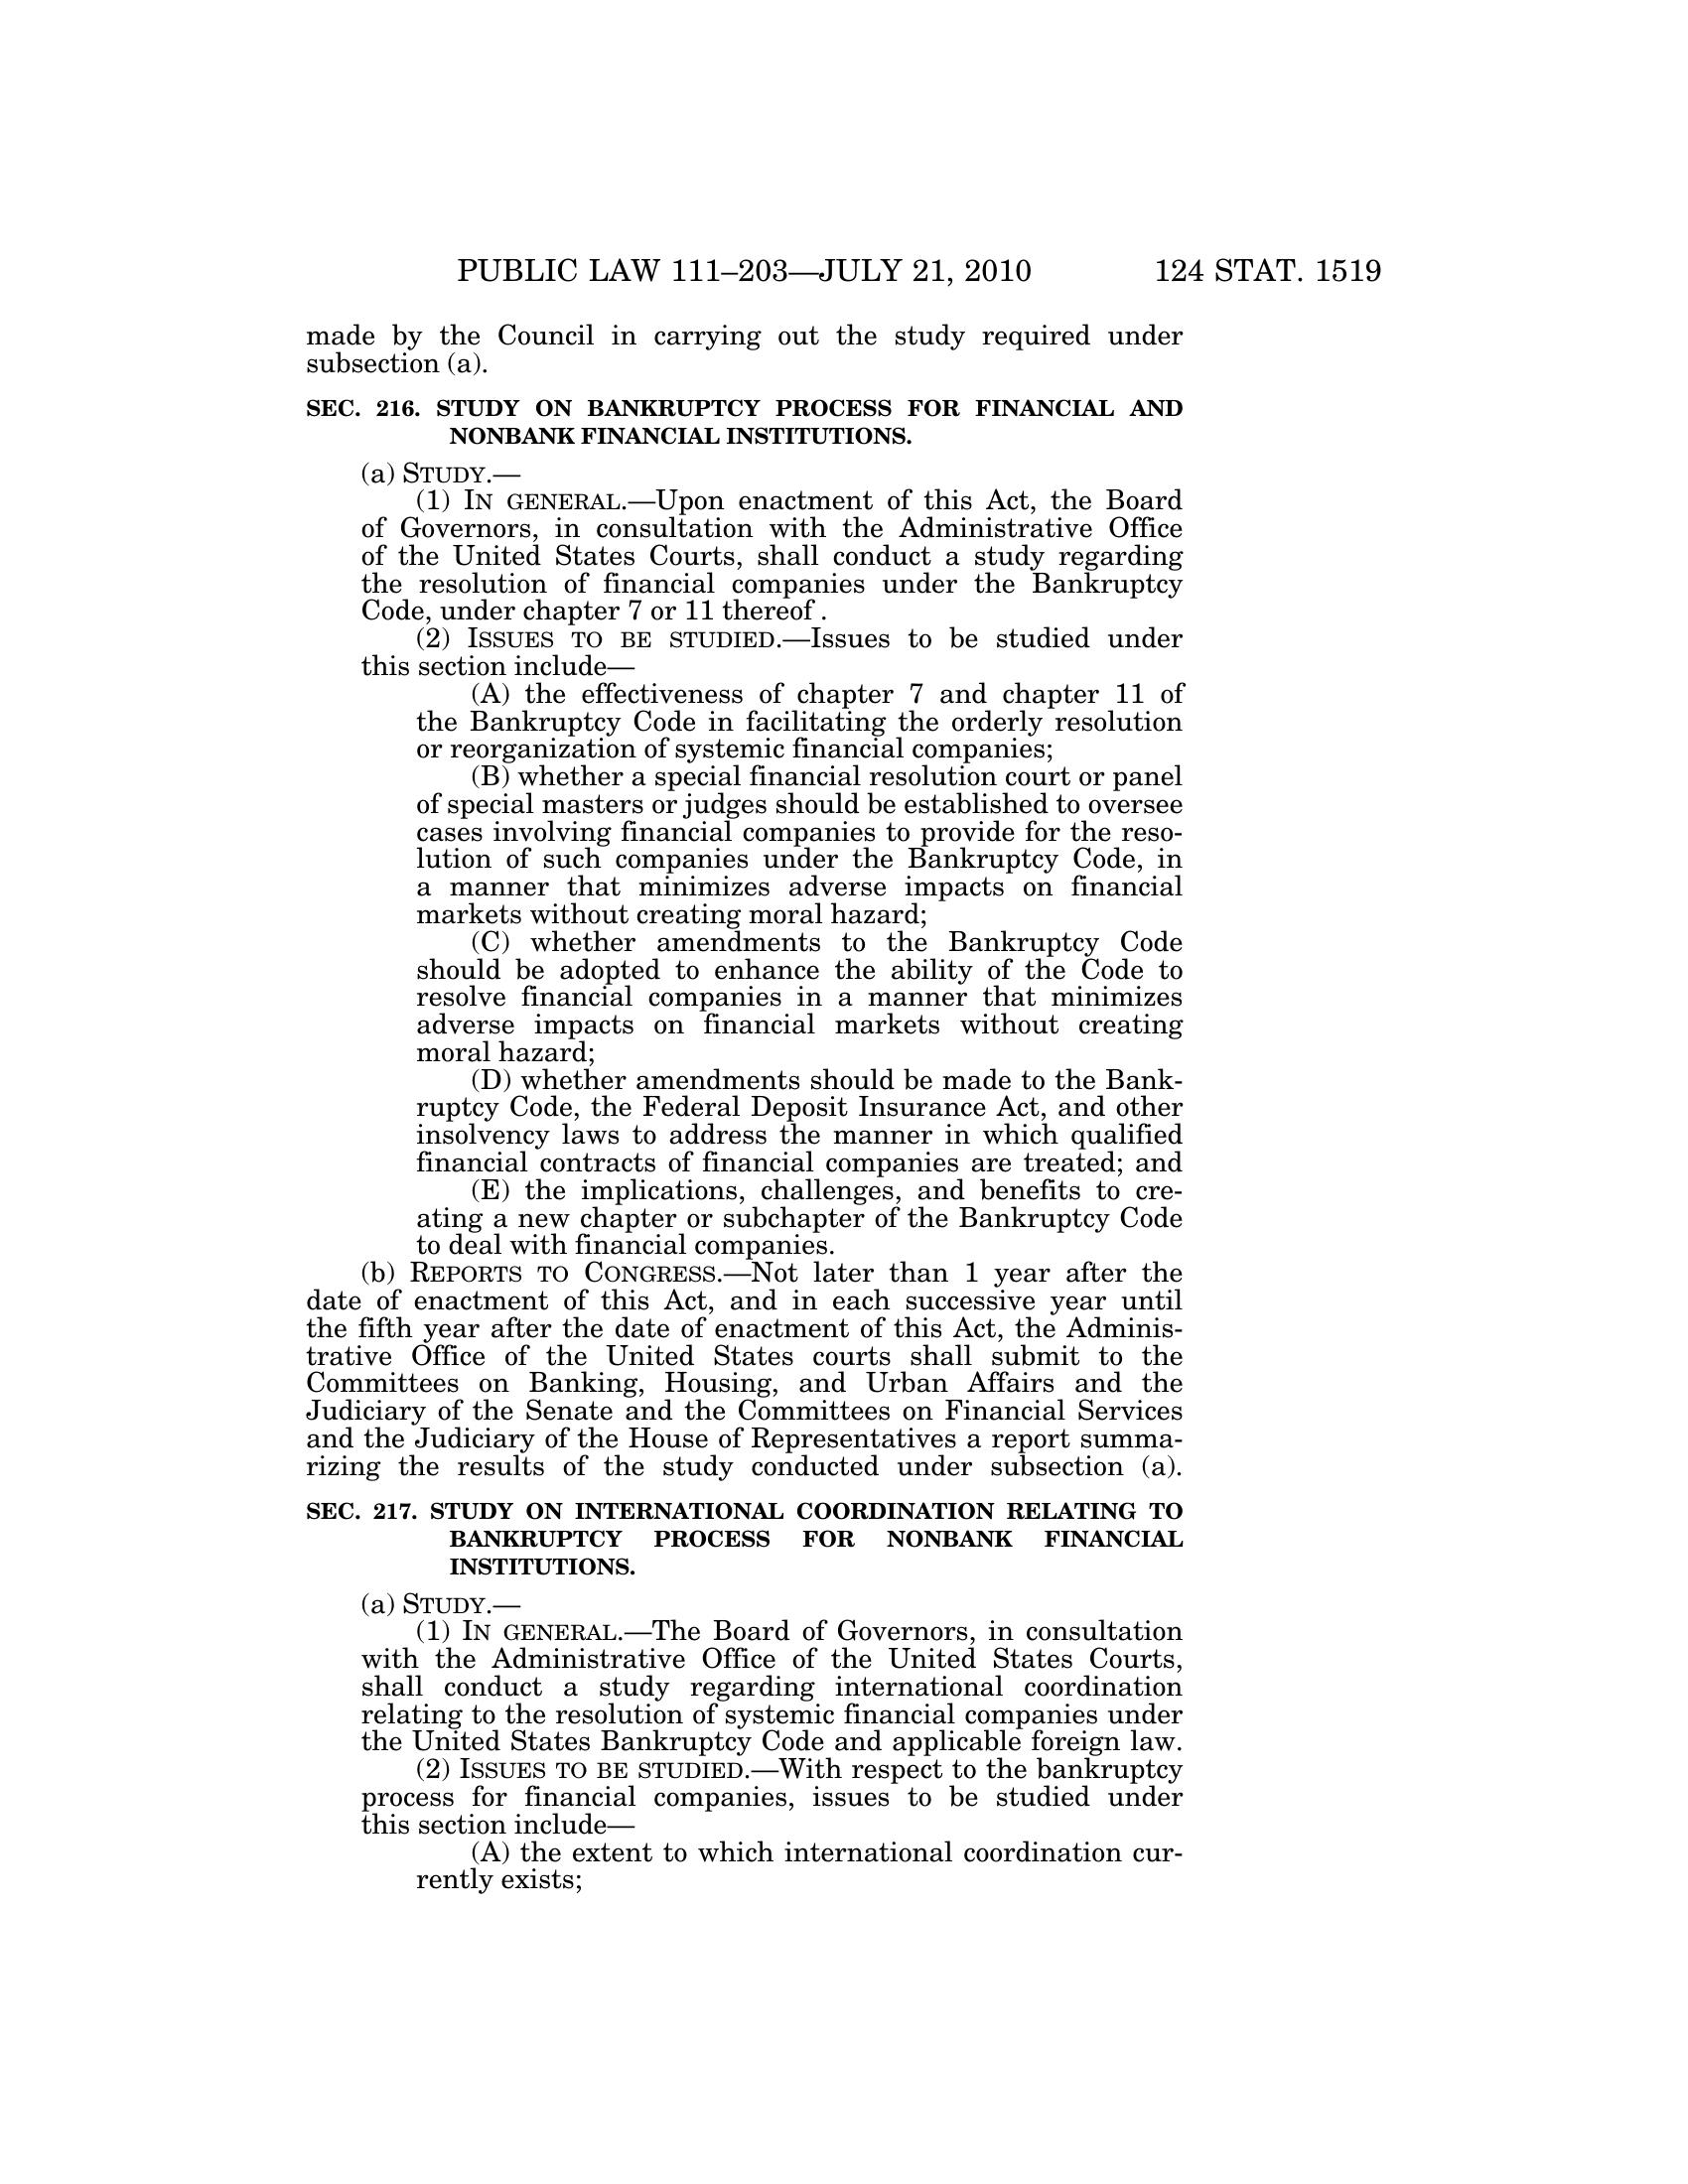 PUBLIC LAW 111–203—JULY 21, 2010 124 STAT. 1519
made by the Council in carrying out the study required under
subsection (a).
SEC. 216. STUDY ON BANKRUPTCY PROCESS FOR FINANCIAL AND
NONBANK FINANCIAL INSTITUTIONS.
(a) STUDY.—
(1) IN GENERAL.—Upon enactment of this Act, the Board
of Governors, in consultation with the Administrative Office
of the United States Courts, shall conduct a study regarding
the resolution of financial companies under the Bankruptcy
Code, under chapter 7 or 11 thereof .
(2) ISSUES TO BE STUDIED.—Issues to be studied under
this section include—
(A) the effectiveness of chapter 7 and chapter 11 of
the Bankruptcy Code in facilitating the orderly resolution
or reorganization of systemic financial companies;
(B) whether a special financial resolution court or panel
of special masters or judges should be established to oversee
cases involving financial companies to provide for the reso-
lution of such companies under the Bankruptcy Code, in
a manner that minimizes adverse impacts on financial
markets without creating moral hazard;
(C) whether amendments to the Bankruptcy Code
should be adopted to enhance the ability of the Code to
resolve financial companies in a manner that minimizes
adverse impacts on financial markets without creating
moral hazard;
(D) whether amendments should be made to the Bank-
ruptcy Code, the Federal Deposit Insurance Act, and other
insolvency laws to address the manner in which qualified
financial contracts of financial companies are treated; and
(E) the implications, challenges, and benefits to cre-
ating a new chapter or subchapter of the Bankruptcy Code
to deal with financial companies.
(b) REPORTS TO CONGRESS.—Not later than 1 year after the
date of enactment of this Act, and in each successive year until
the fifth year after the date of enactment of this Act, the Adminis-
trative Office of the United States courts shall submit to the
Committees on Banking, Housing, and Urban Affairs and the
Judiciary of the Senate and the Committees on Financial Services
and the Judiciary of the House of Representatives a report summa-
rizing the results of the study conducted under subsection (a).
SEC. 217. STUDY ON INTERNATIONAL COORDINATION RELATING TO
BANKRUPTCY PROCESS FOR NONBANK FINANCIAL
INSTITUTIONS.
(a) STUDY.—
(1) IN GENERAL.—The Board of Governors, in consultation
with the Administrative Office of the United States Courts,
shall conduct a study regarding international coordination
relating to the resolution of systemic financial companies under
the United States Bankruptcy Code and applicable foreign law.
(2) ISSUES TO BE STUDIED.—With respect to the bankruptcy
process for financial companies, issues to be studied under
this section include—
(A) the extent to which international coordination cur-
rently exists;